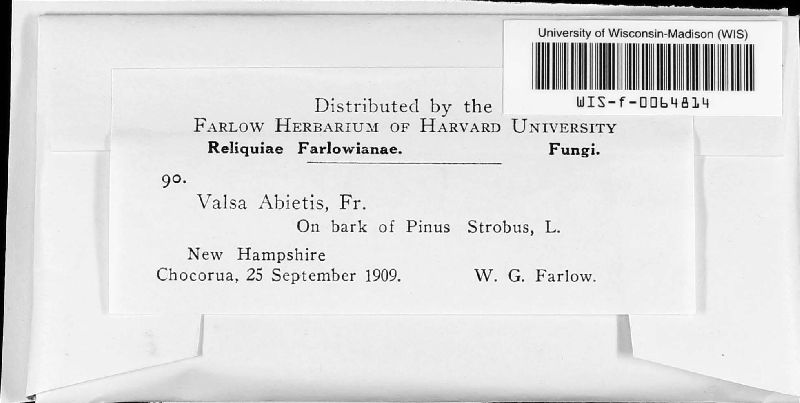 University of Wisconsin-Madison (WIS)
WIS-f-0064814
Distributed by the
FARLOW HERBARIUM OF HARVARD UNIVERSITY
Reliquiae Farlowianae. Fungi.
90.
Valsa Abietis, Fr.
On bark of Pinus Strobus, L.
New Hampshire
Chocorua, 25 September 1909. W. G. Farlow.